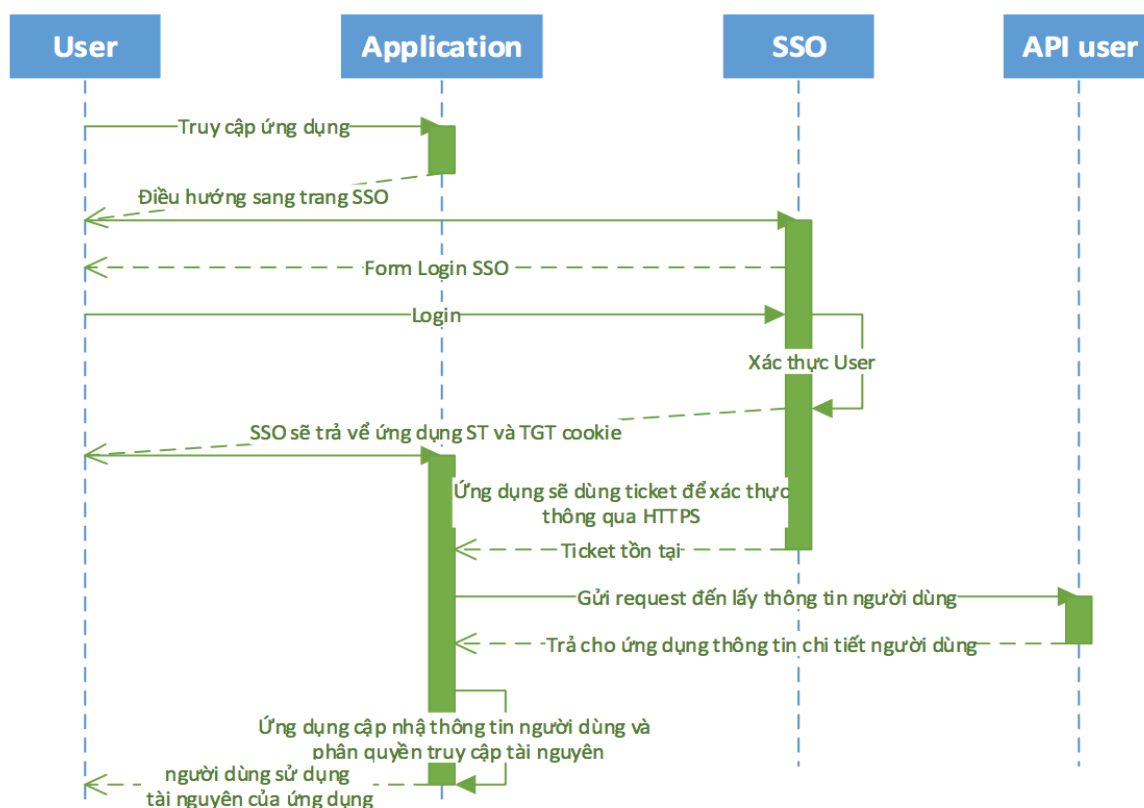 User
Application
SSO
API user
Truy cập ứng dụng
Điều hướng sang trang SSO
Form Login SSO
Login
Xác thực User
SSO sẽ trả về ứng dụng ST và TGT cookie
Ứng dụng sẽ dùng ticket để xác thực
thông qua HTTPS
Ticket tồn tại
Gửi request đến lấy thông tin người dùng
Trả cho ứng dụng thông tin chi tiết người dùng
Ứng dụng cập nhậ thông tin người dùng và
phân quyền truy cập tài nguyên
người dùng sử dụng
tài nguyên của ứng dụng